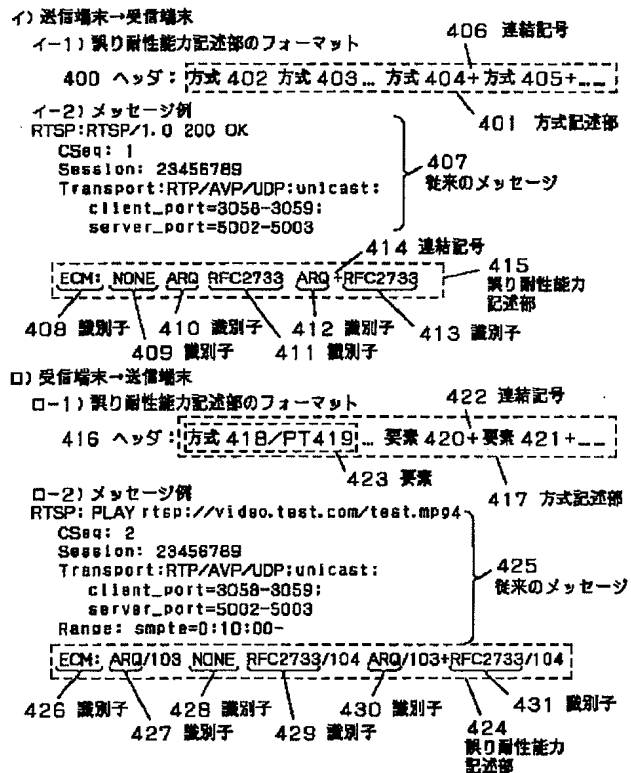 イ）送信端末→受信端末
イ－1）誤り耐性能力記述部のフォーマット
406 連結記号
400 ヘッダ：方式 402 方式 403… 方式 404＋方式 405＋……
401 方式記述部
イ－2）メッセージ例
RTSP:RTSP/1.0 200 OK
CSeq: 1
Session: 23456789
Transport:RTP/AVP/UDP;unicast;
client_port=3058-3059;
server_port=5002-5003
407
従来のメッセージ
414 連結記号
ECM: NONE ARQ RFC2733 ARQ+RFC2733
415
誤り耐性能力
記述部
408 識別子
410 識別子
412 識別子
413 識別子
409 識別子
411 識別子
ロ）受信端末→送信端末
ロ－1）誤り耐性能力記述部のフォーマット
422 連結記号
416 ヘッダ：方式 418/PT419 … 要素 420＋要素 421＋……
423 要素
417 方式記述部
ロ－2）メッセージ例
RTSP: PLAY rtsp://video.test.com/test.mpg4
CSeq: 2
Session: 23456789
Transport:RTP/AVP/UDP;unicast;
client_port=3058-3059;
server_port=5002-5003
Range: smpte=0:10:00-
425
従来のメッセージ
ECM: ARQ/103 NONE RFC2733/104 ARQ/103+RFC2733/104
426 識別子
428 識別子
430 識別子
431 識別子
427 識別子
429 識別子
424
誤り耐性能力
記述部